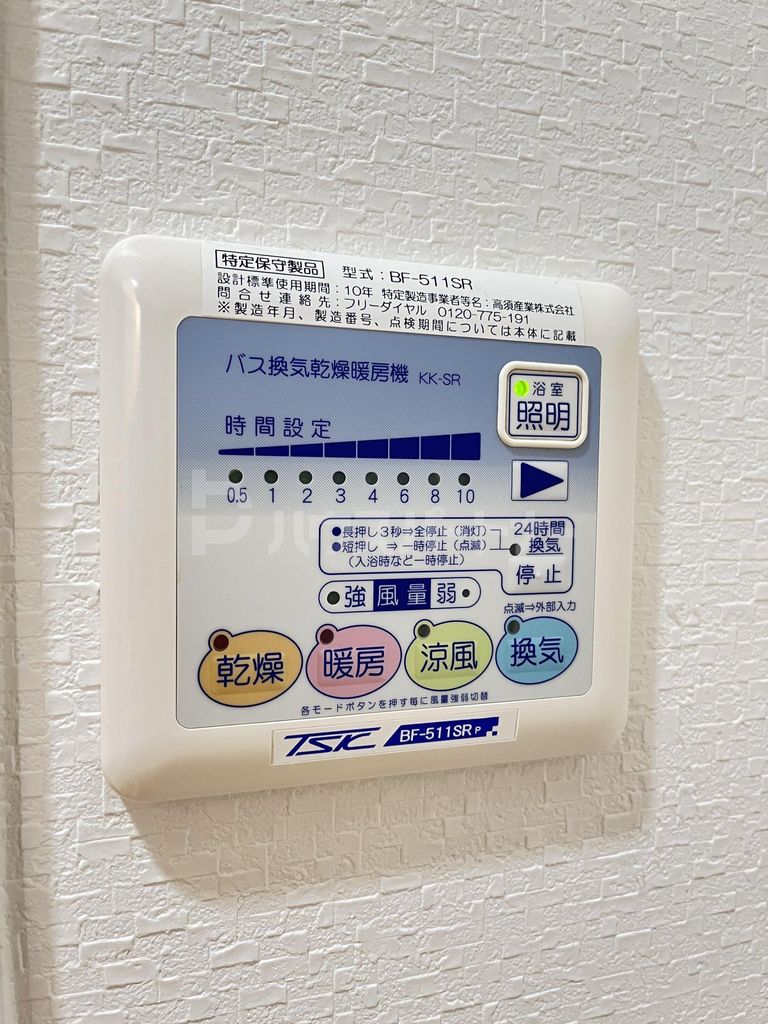 特定保守製品 型式：BF-511SR
設計標準使用期間：10年 特定製造事業者等名：高須産業株式会社
問合せ連絡先：フリーダイヤル 0120-775-191
※製造年月、製造番号、点検期間については本体に記載
バス換気乾燥暖房機 KK-SR
浴室
照明
時間設定
0.5 1 2 3 4 6 8 10
●長押し3秒⇒全停止（消灯）
●短押し ⇒一時停止（点滅）
（入浴時など一時停止）
24時間
換気
停止
強 風量 弱
点滅⇒外部入力
乾燥 暖房 涼風 換気
各モードボタンを押す毎に風量強弱切替
TSK BF-511SR P